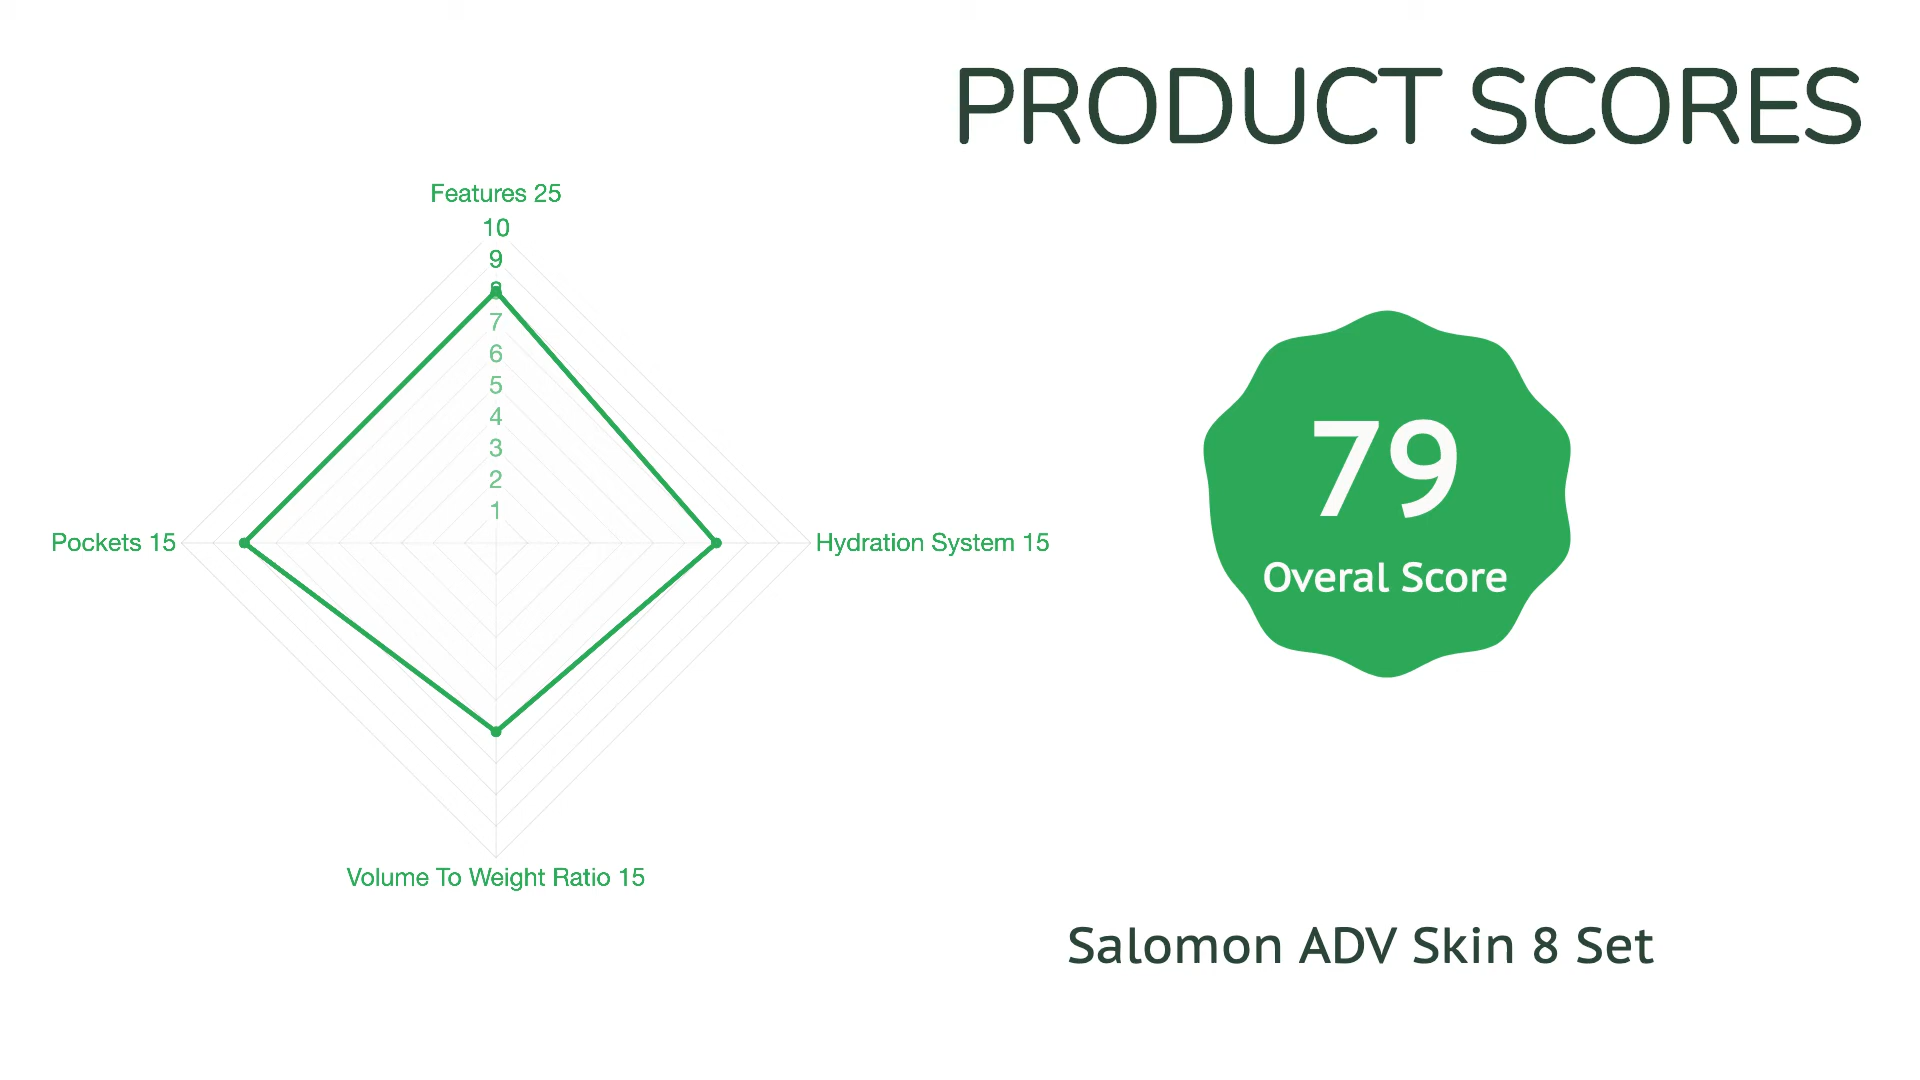 PRODUCT SCORES
Features 25
10
9
8
7
6
5
4
3
2
1
Pockets 15
Hydration System 15
Volume To Weight Ratio 15
79
Overal Score
Salomon ADV Skin 8 Set